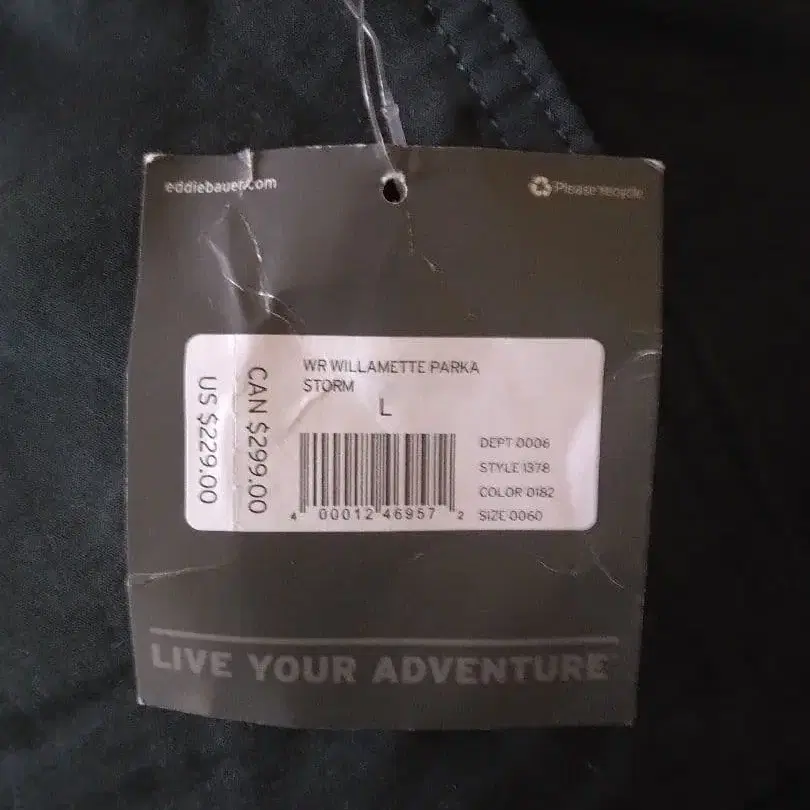 eddiebauer.com
Please recycle.
US $229.00
CAN $299.00
WR WILLAMETTE PARKA
STORM
L
4 00012 46957 2
DEPT 0006
STYLE 1378
COLOR 0182
SIZE 0060
LIVE YOUR ADVENTURE